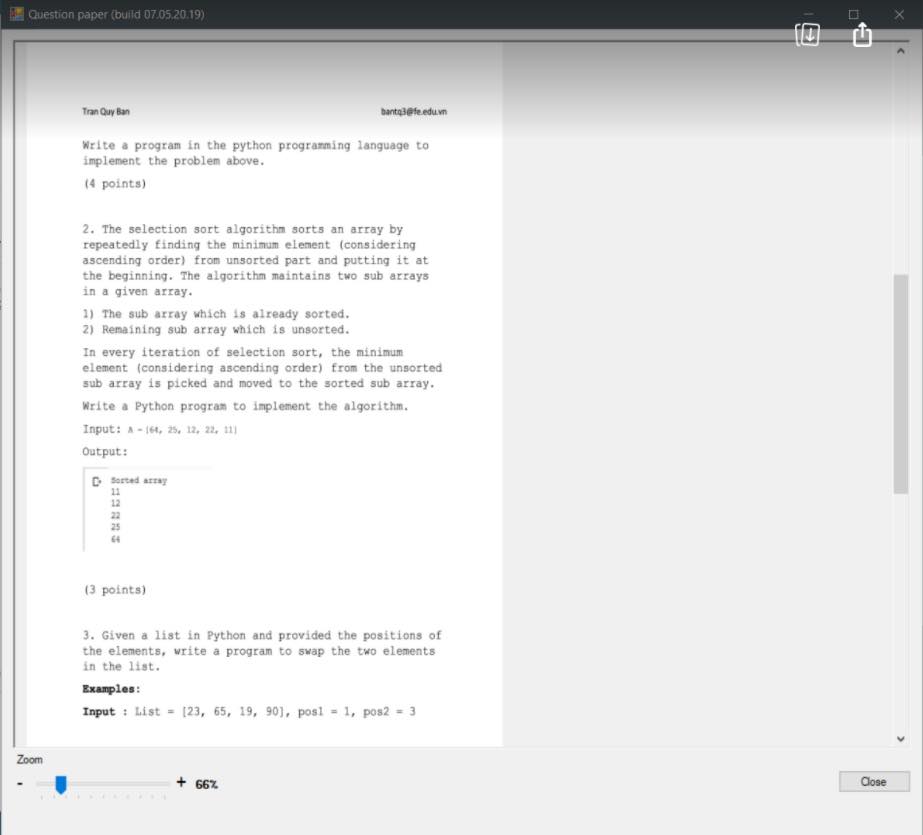 Question paper (build 07.05.20.19)
Tran Quy Ban bantq3@fe.edu.vn
Write a program in the python programming language to
implement the problem above.
(4 points)
2. The selection sort algorithm sorts an array by
repeatedly finding the minimum element (considering
ascending order) from unsorted part and putting it at
the beginning. The algorithm maintains two sub arrays
in a given array.
1) The sub array which is already sorted.
2) Remaining sub array which is unsorted.
In every iteration of selection sort, the minimum
element (considering ascending order) from the unsorted
sub array is picked and moved to the sorted sub array.
Write a Python program to implement the algorithm.
Input: A = [64, 25, 12, 22, 11]
Output:
Sorted array
11
12
22
25
64
(3 points)
3. Given a list in Python and provided the positions of
the elements, write a program to swap the two elements
in the list.
Examples:
Input : List = [23, 65, 19, 90], pos1 = 1, pos2 = 3
Zoom
- + 66%
Close